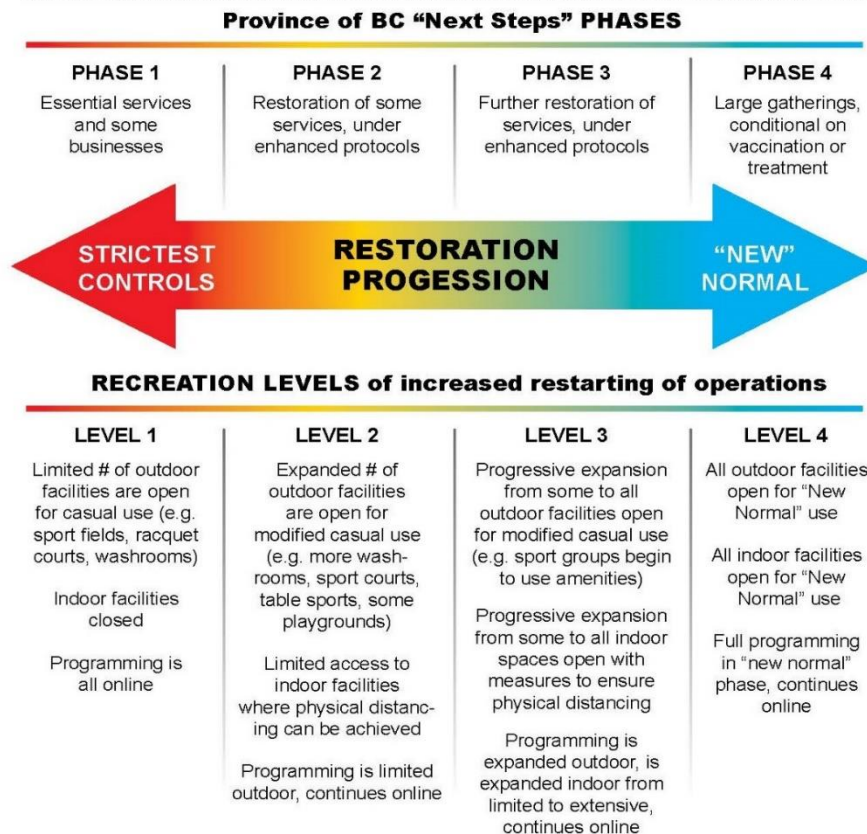 Province of BC “Next Steps” PHASES
PHASE 1
Essential services
and some
businesses
PHASE 2
Restoration of some
services, under
enhanced protocols
PHASE 3
Further restoration of
services, under
enhanced protocols
PHASE 4
Large gatherings,
conditional on
vaccination or
treatment
STRICTEST
CONTROLS
RESTORATION
PROGESSION
“NEW”
NORMAL
RECREATION LEVELS of increased restarting of operations
LEVEL 1
Limited # of outdoor
facilities are open
for casual use (e.g.
sport fields, racquet
courts, washrooms)
Indoor facilities
closed
Programming is
all online
LEVEL 2
Expanded # of
outdoor facilities
are open for
modified casual use
(e.g. more wash-
rooms, sport courts,
table sports, some
playgrounds)
Limited access to
indoor facilities
where physical distanc-
ing can be achieved
Programming is limited
outdoor, continues online
LEVEL 3
Progressive expansion
from some to all
outdoor facilities open
for modified casual use
(e.g. sport groups begin
to use amenities)
Progressive expansion
from some to all indoor
spaces open with
measures to ensure
physical distancing
Programming is
expanded outdoor, is
expanded indoor from
limited to extensive,
continues online
LEVEL 4
All outdoor facilities
open for “New
Normal” use
All indoor facilities
open for “New
Normal” use
Full programming
in “new normal”
phase, continues
online